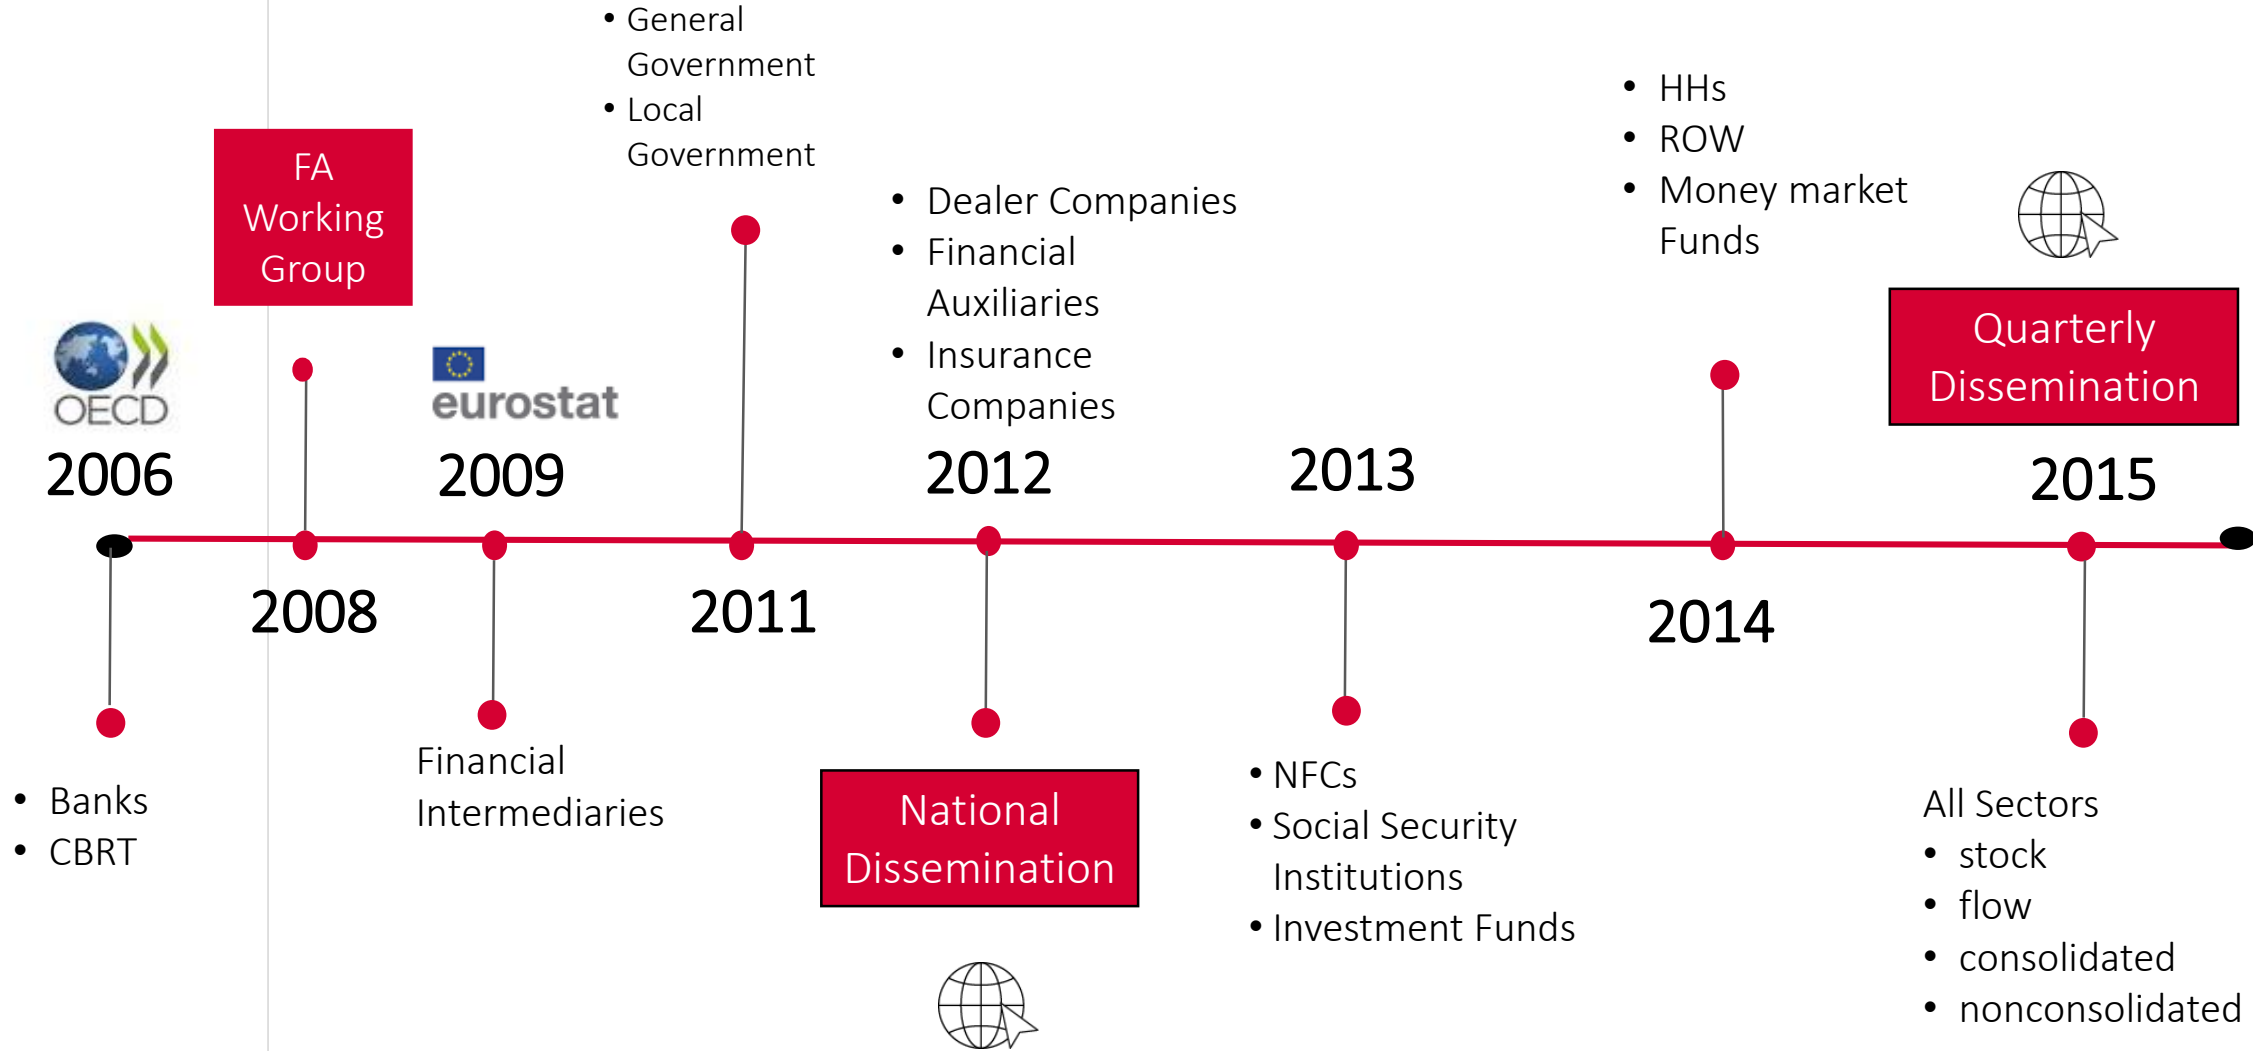 • General
Government
• Local
Government
FA
Working
Group
• Dealer Companies
• Financial
Auxiliaries
• Insurance
Companies
• HHs
• ROW
• Money market
Funds
Quarterly
Dissemination
OECD
eurostat
2006
2009
2012
2013
2015
2008
2011
2014
• Banks
• CBRT
Financial
Intermediaries
National
Dissemination
• NFCs
• Social Security
Institutions
• Investment Funds
All Sectors
• stock
• flow
• consolidated
• nonconsolidated